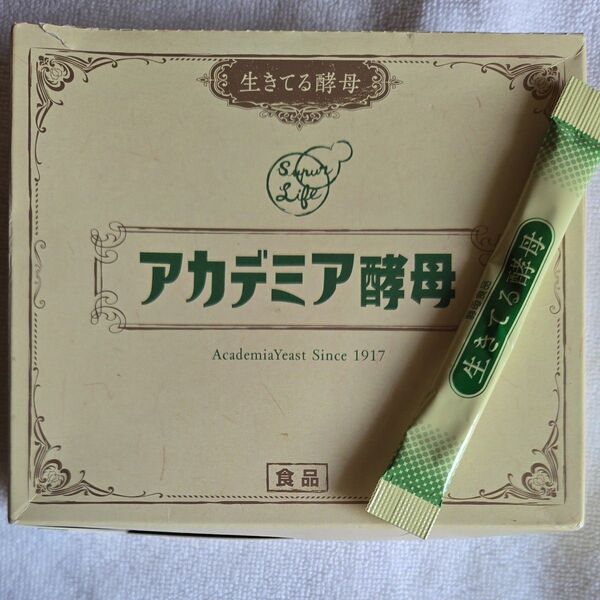 生きてる酵母
Supur
Life
アカデミア酵母
AcademiaYeast Since 1917
食品
生きてる酵母